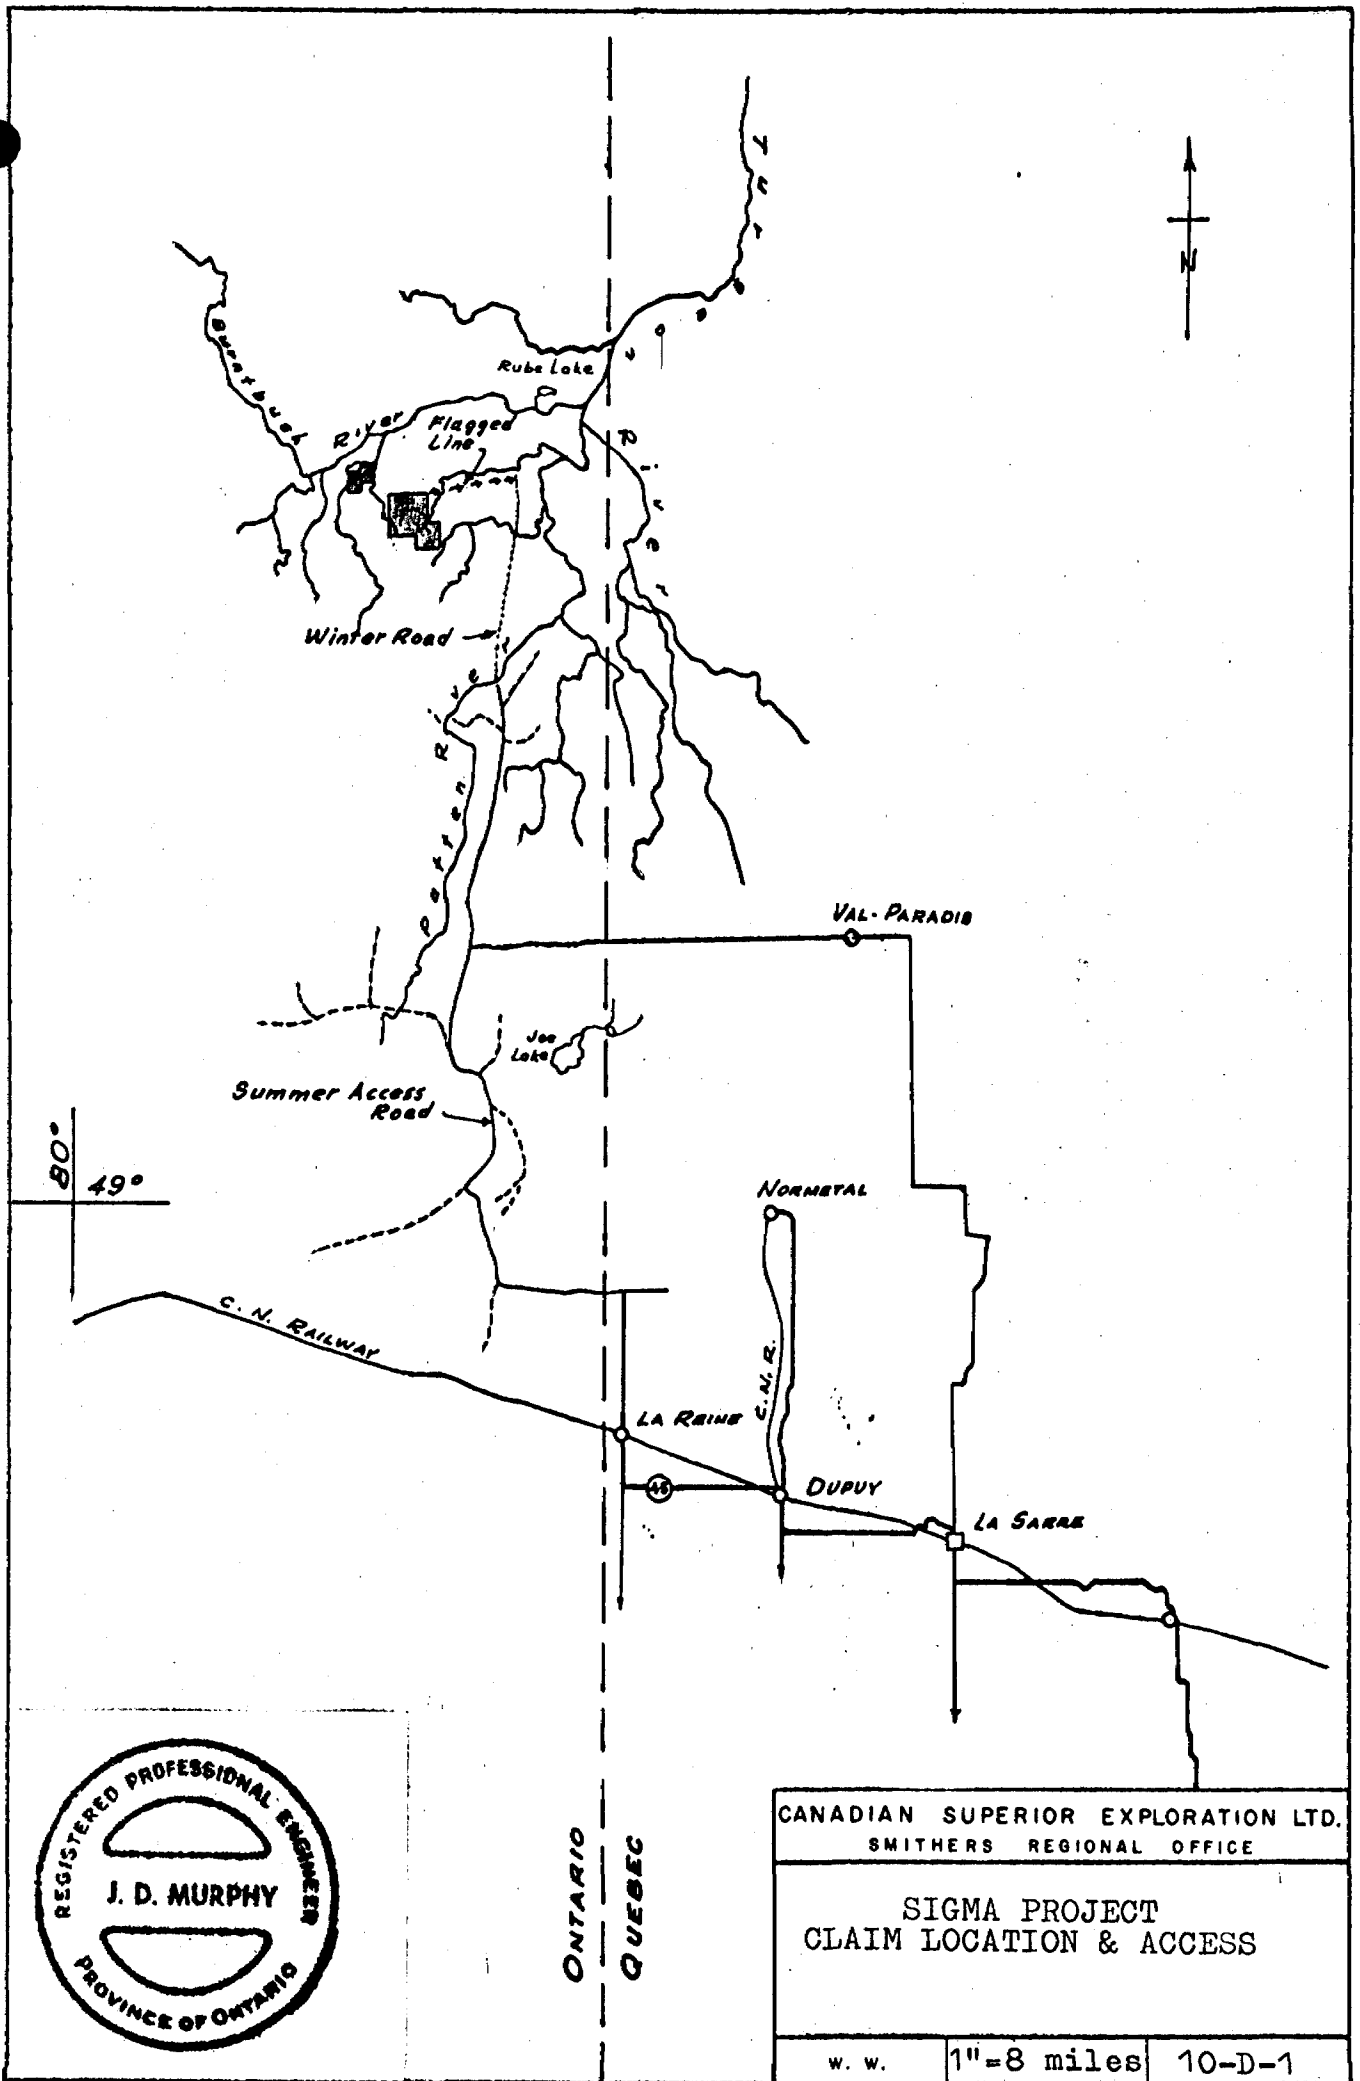 N
Turgeon River
Burntbush River
Rube Lake
Flagged
Line
Winter Road
Patten River
VAL-PARADIS
Joe
Lake
Summer Access
Road
80°
49°
NORMETAL
C. N. RAILWAY
C. N. R.
LA REINE
46
DUPUY
LA SARRE
ONTARIO
QUEBEC
REGISTERED PROFESSIONAL ENGINEER
J. D. MURPHY
PROVINCE OF ONTARIO
CANADIAN SUPERIOR EXPLORATION LTD.
SMITHERS REGIONAL OFFICE
SIGMA PROJECT
CLAIM LOCATION & ACCESS
W. W.
1"=8 miles
10-D-1